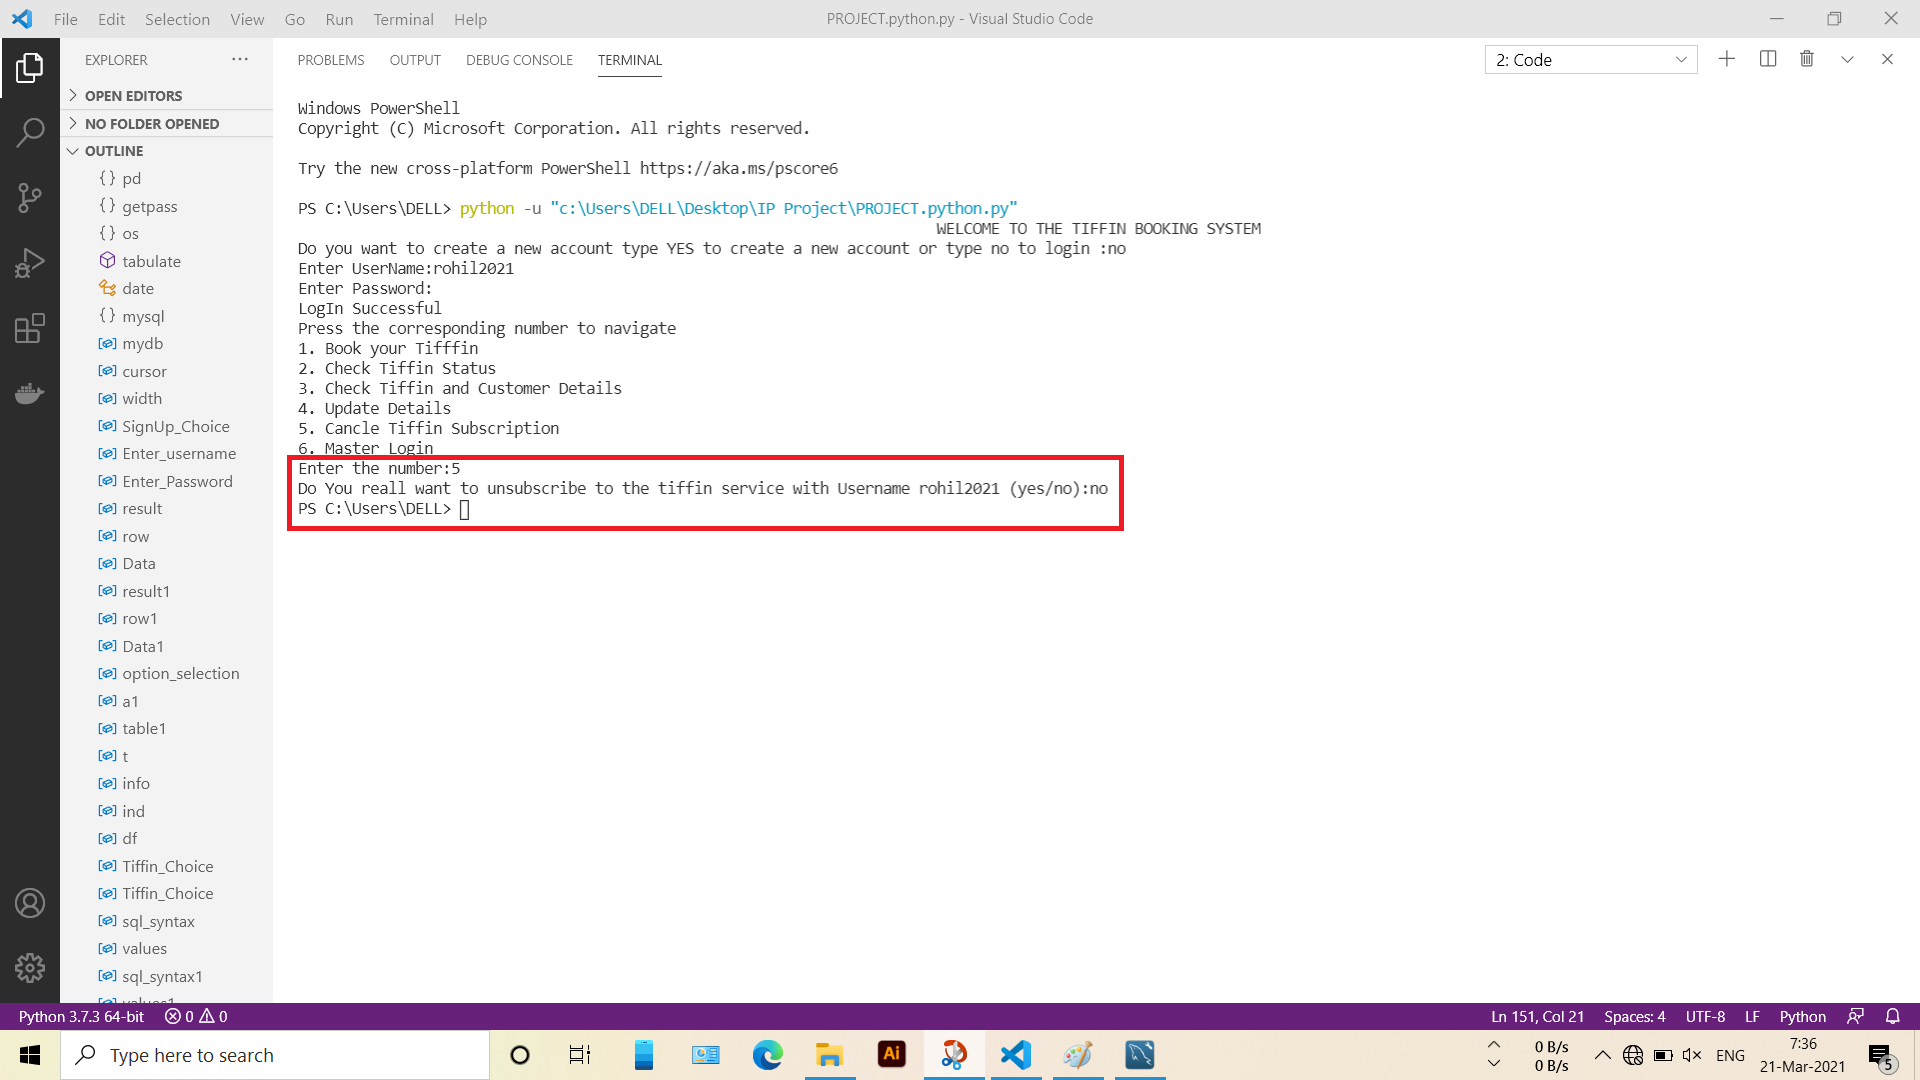 File Edit Selection View Go Run Terminal Help
PROJECT.python.py - Visual Studio Code
EXPLORER
OPEN EDITORS
NO FOLDER OPENED
OUTLINE
pd
getpass
os
tabulate
date
mysql
mydb
cursor
width
SignUp_Choice
Enter_username
Enter_Password
result
row
Data
result1
row1
Data1
option_selection
a1
table1
t
info
ind
df
Tiffin_Choice
Tiffin_Choice
sql_syntax
values
sql_syntax1
values1
PROBLEMS OUTPUT DEBUG CONSOLE TERMINAL
2: Code
Windows PowerShell
Copyright (C) Microsoft Corporation. All rights reserved.
Try the new cross-platform PowerShell https://aka.ms/pscore6
PS C:\Users\DELL> python -u "c:\Users\DELL\Desktop\IP Project\PROJECT.python.py"
WELCOME TO THE TIFFIN BOOKING SYSTEM
Do you want to create a new account type YES to create a new account or type no to login :no
Enter UserName:rohil2021
Enter Password:
LogIn Successful
Press the corresponding number to navigate
1. Book your Tifffin
2. Check Tiffin Status
3. Check Tiffin and Customer Details
4. Update Details
5. Cancle Tiffin Subscription
6. Master Login
Enter the number:5
Do You reall want to unsubscribe to the tiffin service with Username rohil2021 (yes/no):no
PS C:\Users\DELL>
Python 3.7.3 64-bit 0 0
Ln 151, Col 21 Spaces: 4 UTF-8 LF Python
Type here to search
Ai
0 B/s
0 B/s
ENG
7:36
21-Mar-2021
5